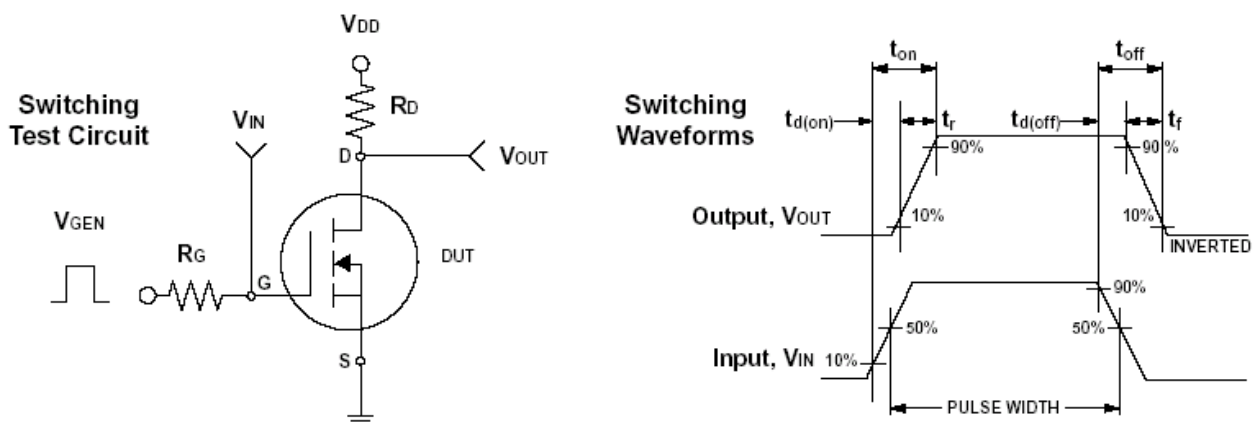 Switching
Test Circuit
VDD
RD
VIN
D
VOUT
VGEN
RG
G
DUT
S
Switching
Waveforms
ton
toff
td(on)
tr
td(off)
tf
90%
90%
Output, VOUT
10%
10%
INVERTED
90%
50%
50%
Input, VIN
10%
PULSE WIDTH